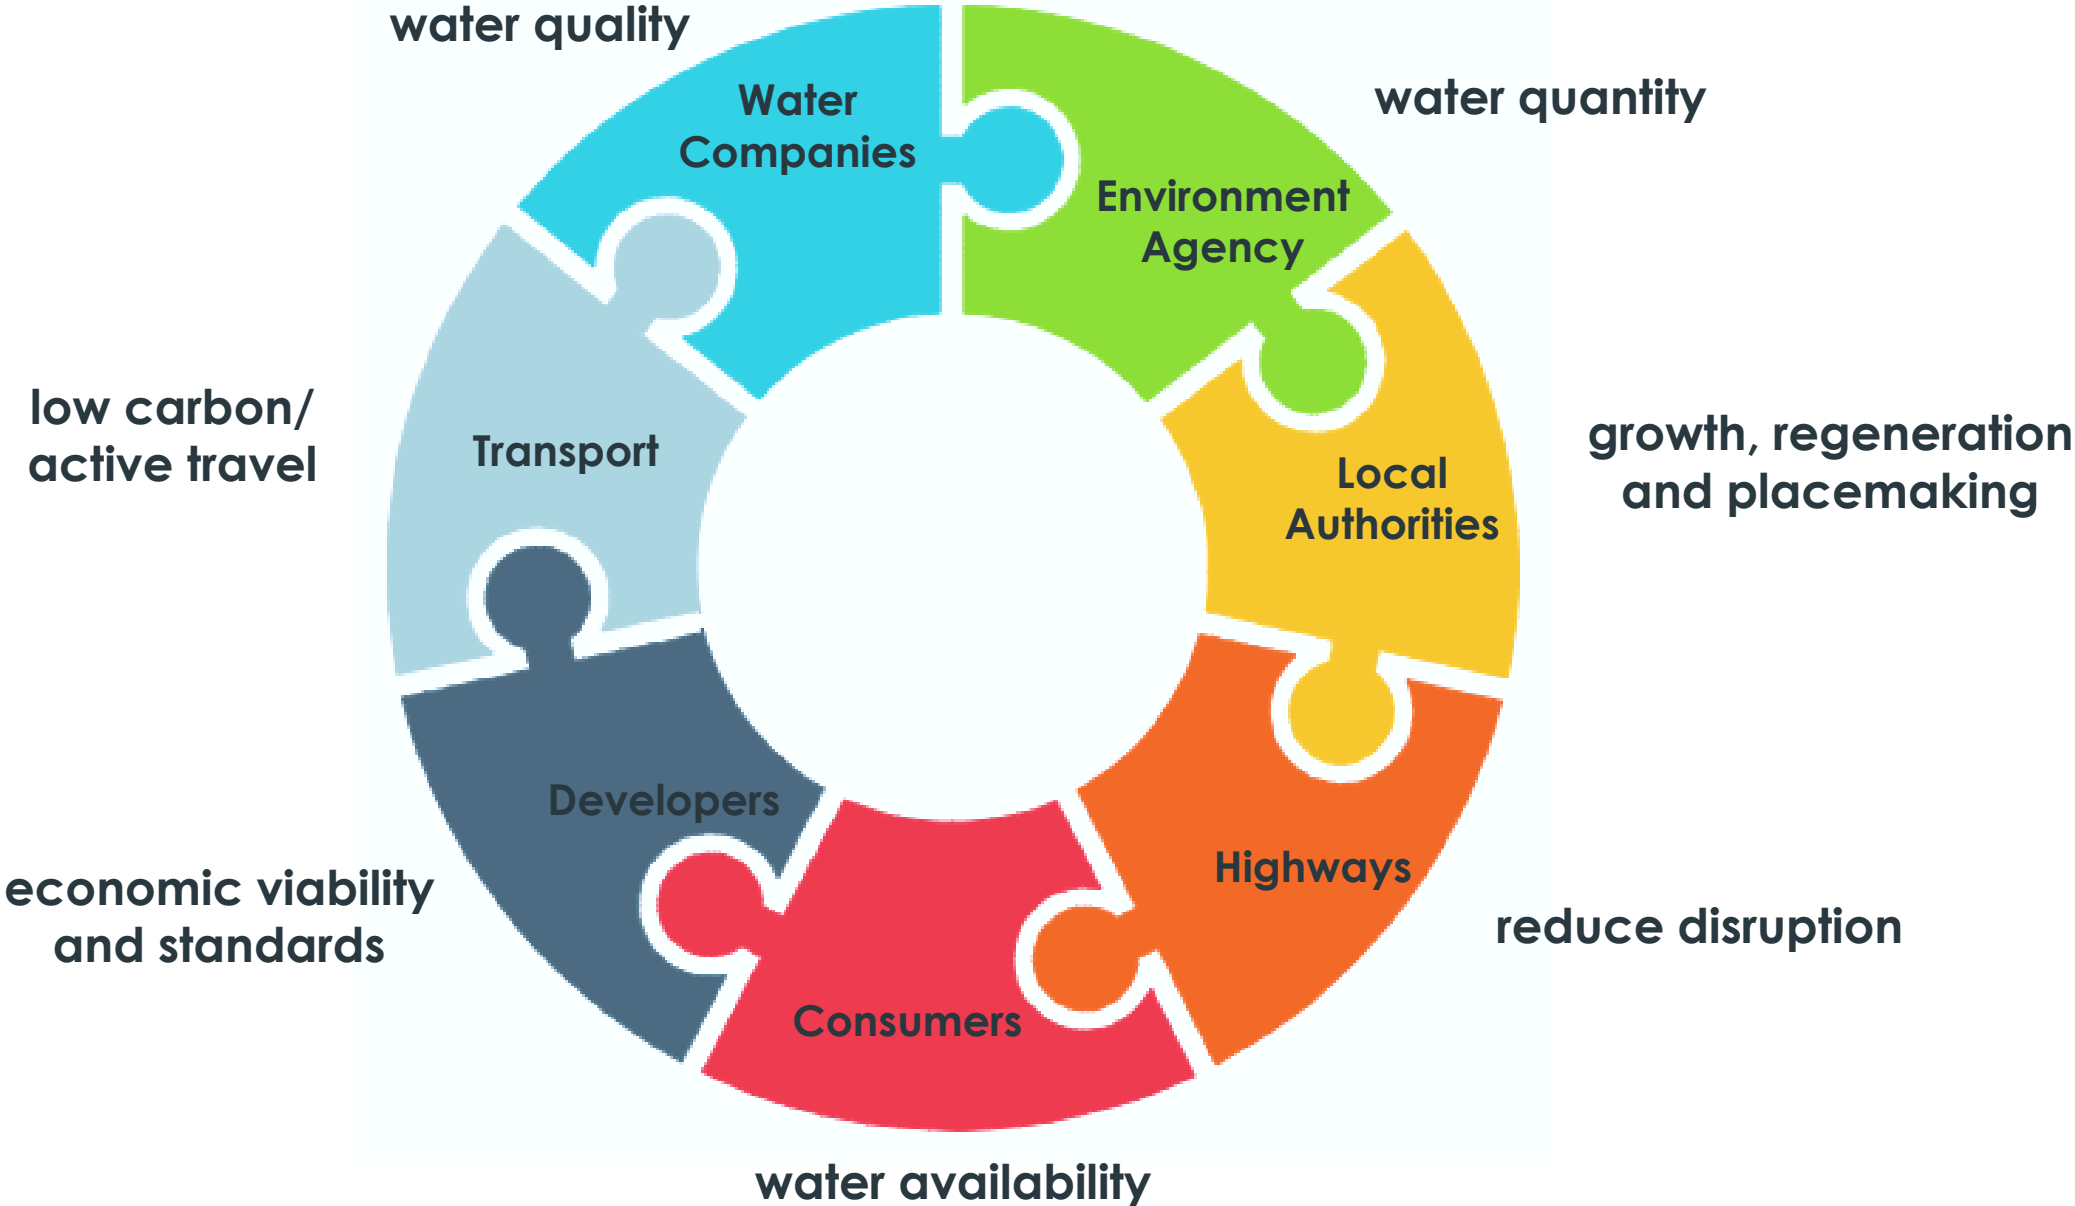 water quality
Water
Companies
water quantity
Environment
Agency
low carbon/
active travel
Transport
growth, regeneration
and placemaking
Local
Authorities
Developers
economic viability
and standards
Highways
reduce disruption
Consumers
water availability